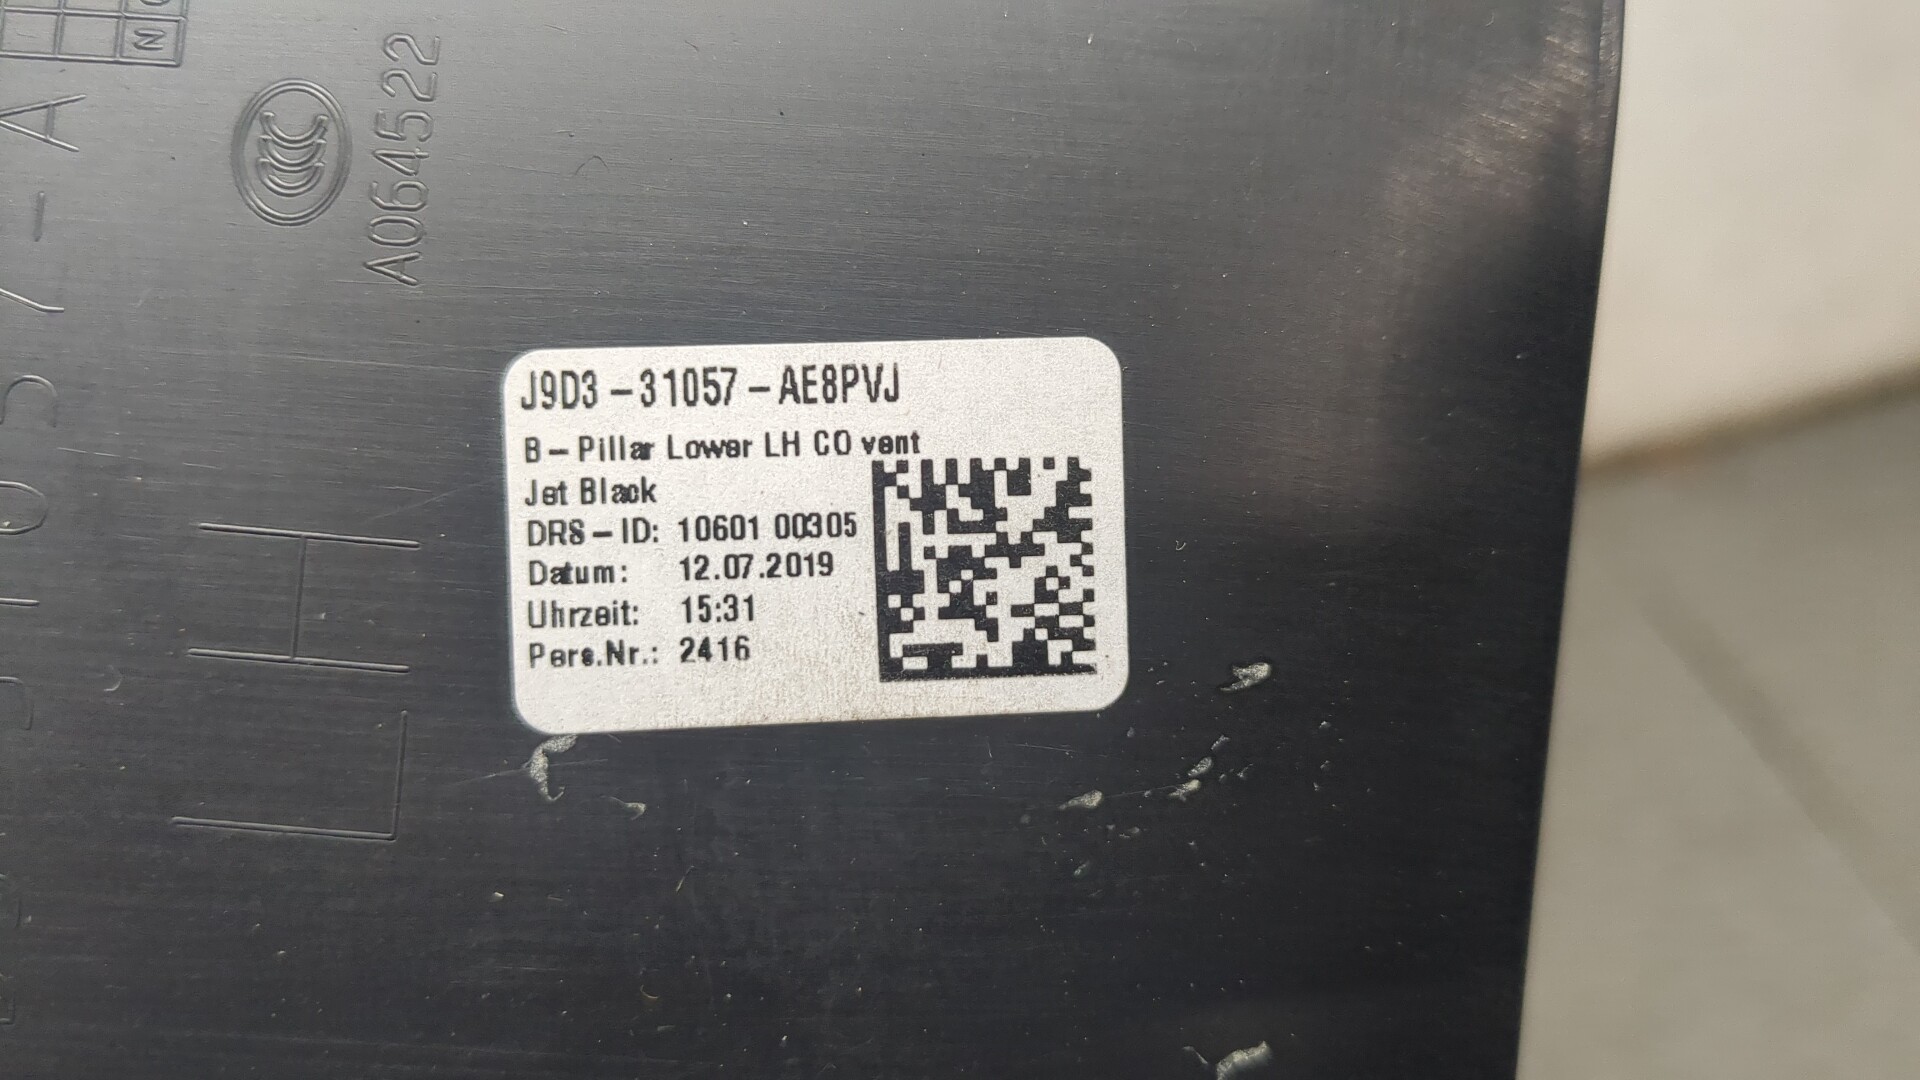 J9D3-31057-AE8PVJ
B-Pillar Lower LH CO vent
Jet Black
DRS-ID: 10601 00305
Datum: 12.07.2019
Uhrzeit: 15:31
Pers.Nr.: 2416
A064522
LH
N